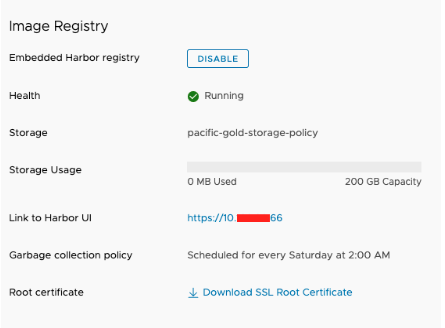 Image Registry
Embedded Harbor registry DISABLE
Health Running
Storage pacific-gold-storage-policy
Storage Usage
0 MB Used 200 GB Capacity
Link to Harbor UI https://10. 66
Garbage collection policy Scheduled for every Saturday at 2:00 AM
Root certificate Download SSL Root Certificate